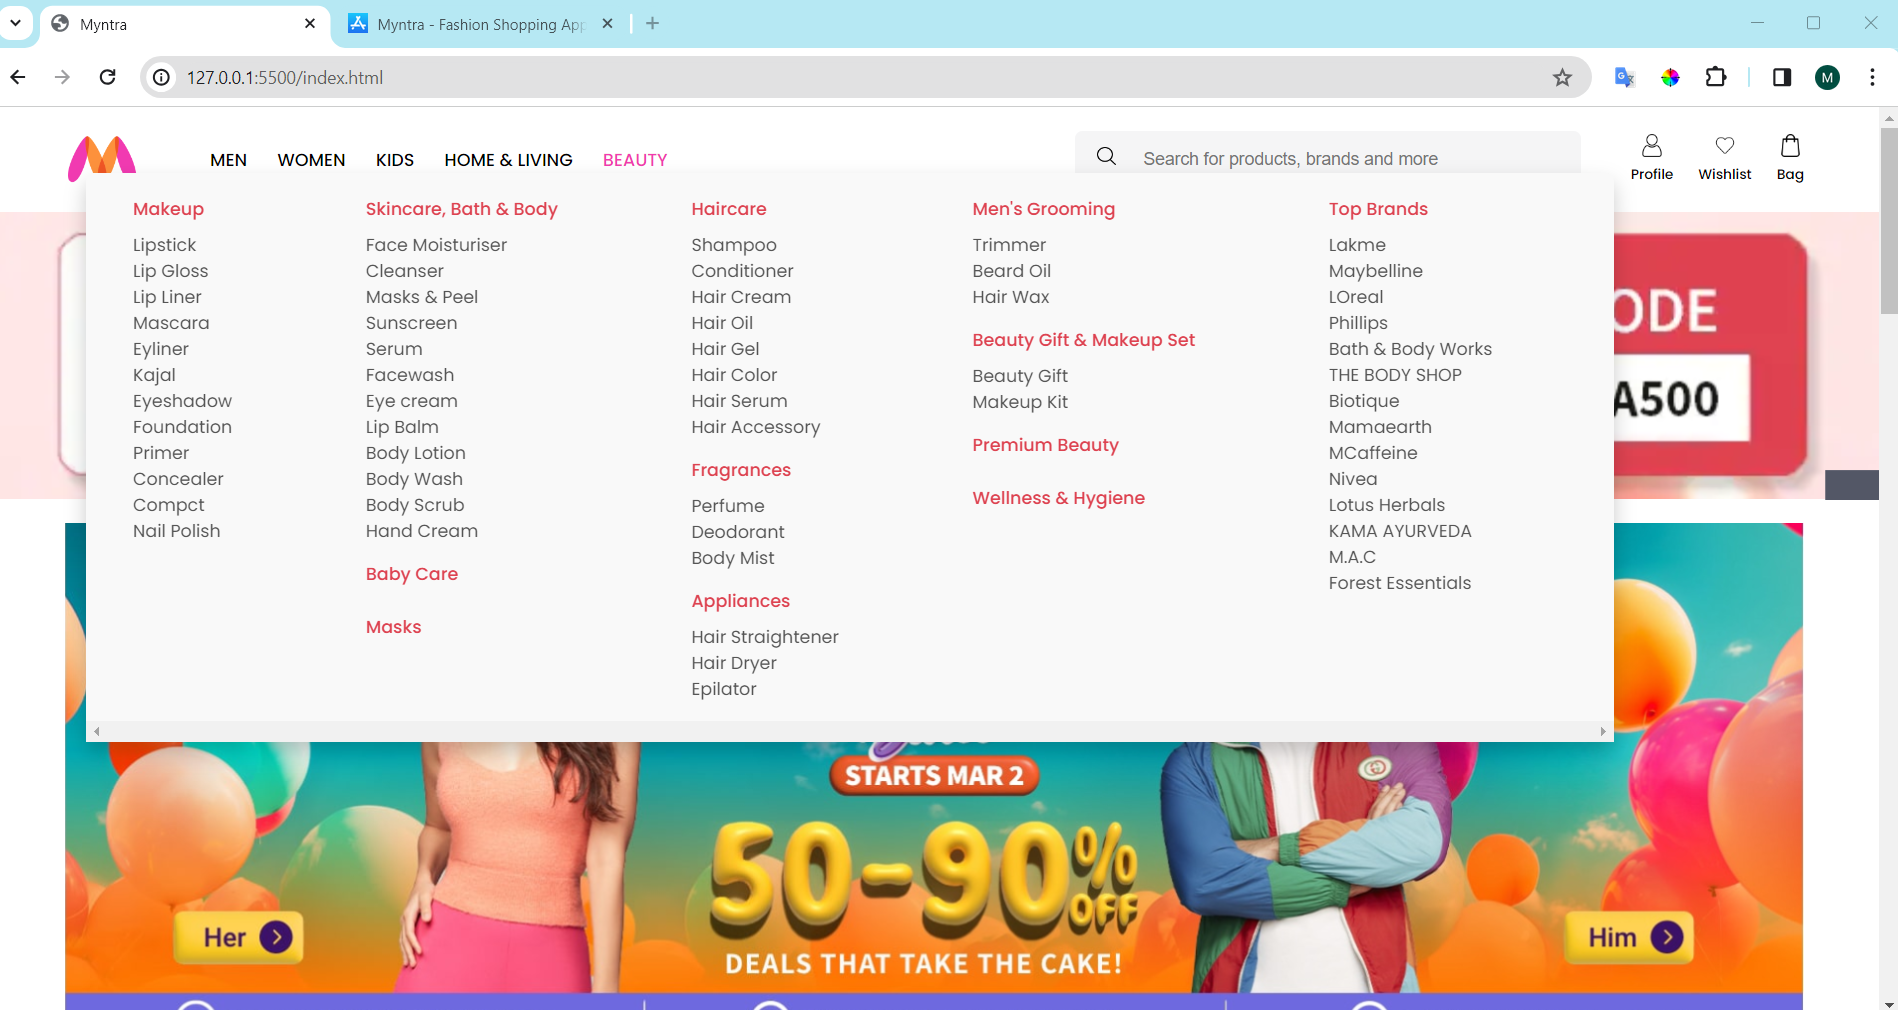 Myntra
Myntra - Fashion Shopping App
127.0.0.1:5500/index.html
M
MEN WOMEN KIDS HOME & LIVING BEAUTY
Search for products, brands and more
Profile Wishlist Bag
Makeup
Lipstick
Lip Gloss
Lip Liner
Mascara
Eyliner
Kajal
Eyeshadow
Foundation
Primer
Concealer
Compct
Nail Polish
Skincare, Bath & Body
Face Moisturiser
Cleanser
Masks & Peel
Sunscreen
Serum
Facewash
Eye cream
Lip Balm
Body Lotion
Body Wash
Body Scrub
Hand Cream
Baby Care
Masks
Haircare
Shampoo
Conditioner
Hair Cream
Hair Oil
Hair Gel
Hair Color
Hair Serum
Hair Accessory
Fragrances
Perfume
Deodorant
Body Mist
Appliances
Hair Straightener
Hair Dryer
Epilator
Men's Grooming
Trimmer
Beard Oil
Hair Wax
Beauty Gift & Makeup Set
Beauty Gift
Makeup Kit
Premium Beauty
Wellness & Hygiene
Top Brands
Lakme
Maybelline
LOreal
Phillips
Bath & Body Works
THE BODY SHOP
Biotique
Mamaearth
MCaffeine
Nivea
Lotus Herbals
KAMA AYURVEDA
M.A.C
Forest Essentials
ODE
A500
STARTS MAR 2
50-90% OFF
DEALS THAT TAKE THE CAKE!
Her
Him